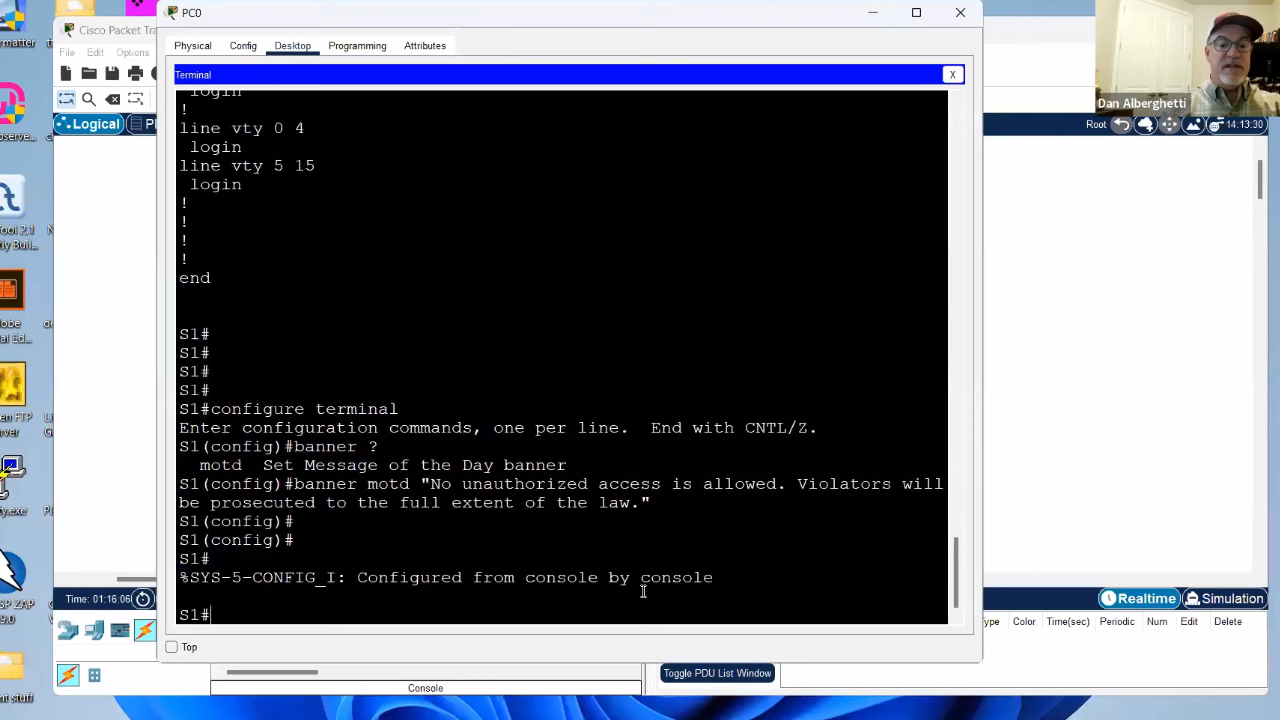 matter
Cisco Packet Tra
File Edit Options
Logical
PC0
Physical Config Desktop Programming Attributes
Terminal X
login
!
line vty 0 4
login
line vty 5 15
login
!
!
!
!
end
S1#
S1#
S1#
S1#
S1#configure terminal
Enter configuration commands, one per line. End with CNTL/Z.
S1(config)#banner ?
motd Set Message of the Day banner
S1(config)#banner motd "No unauthorized access is allowed. Violators will
be prosecuted to the full extent of the law."
S1(config)#
S1(config)#
S1#
%SYS-5-CONFIG_I: Configured from console by console
S1#
Top
Dan Alberghetti
Root 14:13:30
Tool 2.1
Time: 01:16:06
Realtime Simulation
Type Color Time(sec) Periodic Num Edit Delete
Toggle PDU List Window
Console